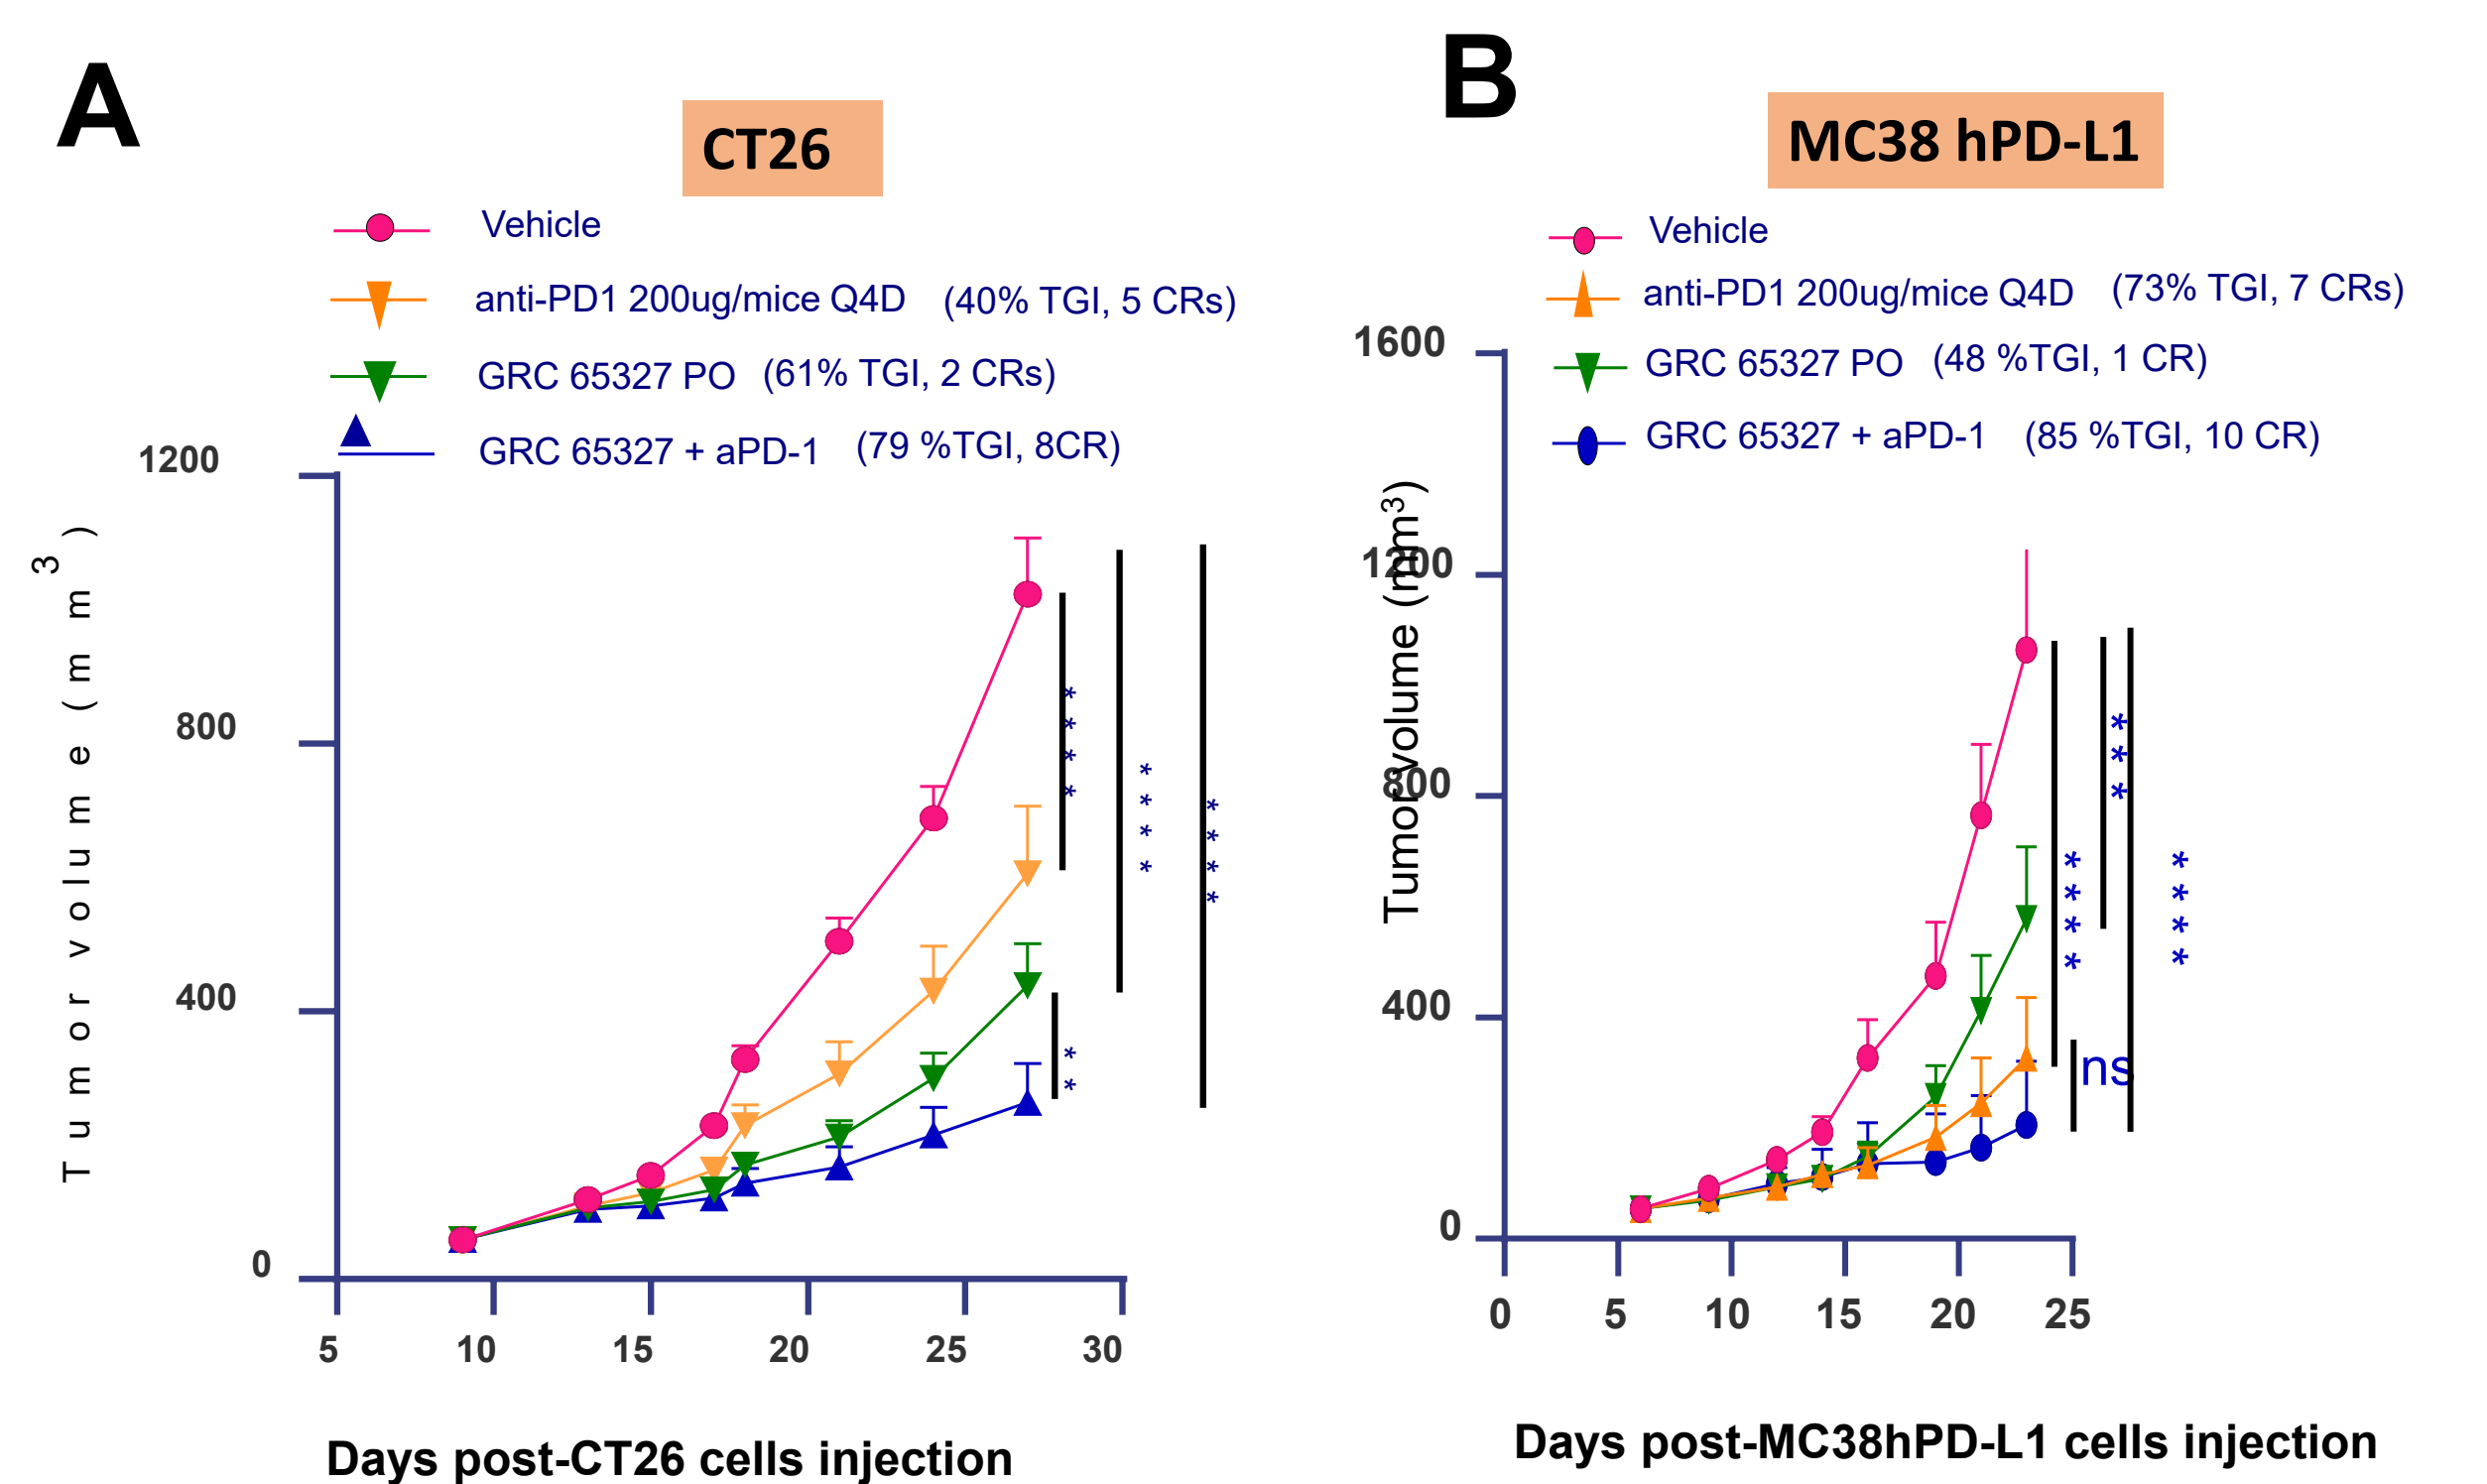 A
CT26
Vehicle
anti-PD1 200ug/mice Q4D (40% TGI, 5 CRs)
GRC 65327 PO (61% TGI, 2 CRs)
GRC 65327 + aPD-1 (79 %TGI, 8CR)
1200
800
400
0
Tumor volume (mm3)
* * * *
* * * *
* * * *
* *
5 10 15 20 25 30
Days post-CT26 cells injection
B
MC38 hPD-L1
Vehicle
anti-PD1 200ug/mice Q4D (73% TGI, 7 CRs)
GRC 65327 PO (48 %TGI, 1 CR)
GRC 65327 + aPD-1 (85 %TGI, 10 CR)
1600
1200
800
400
0
Tumor volume (mm3)
* * *
* * * *
* * * *
ns
0 5 10 15 20 25
Days post-MC38hPD-L1 cells injection